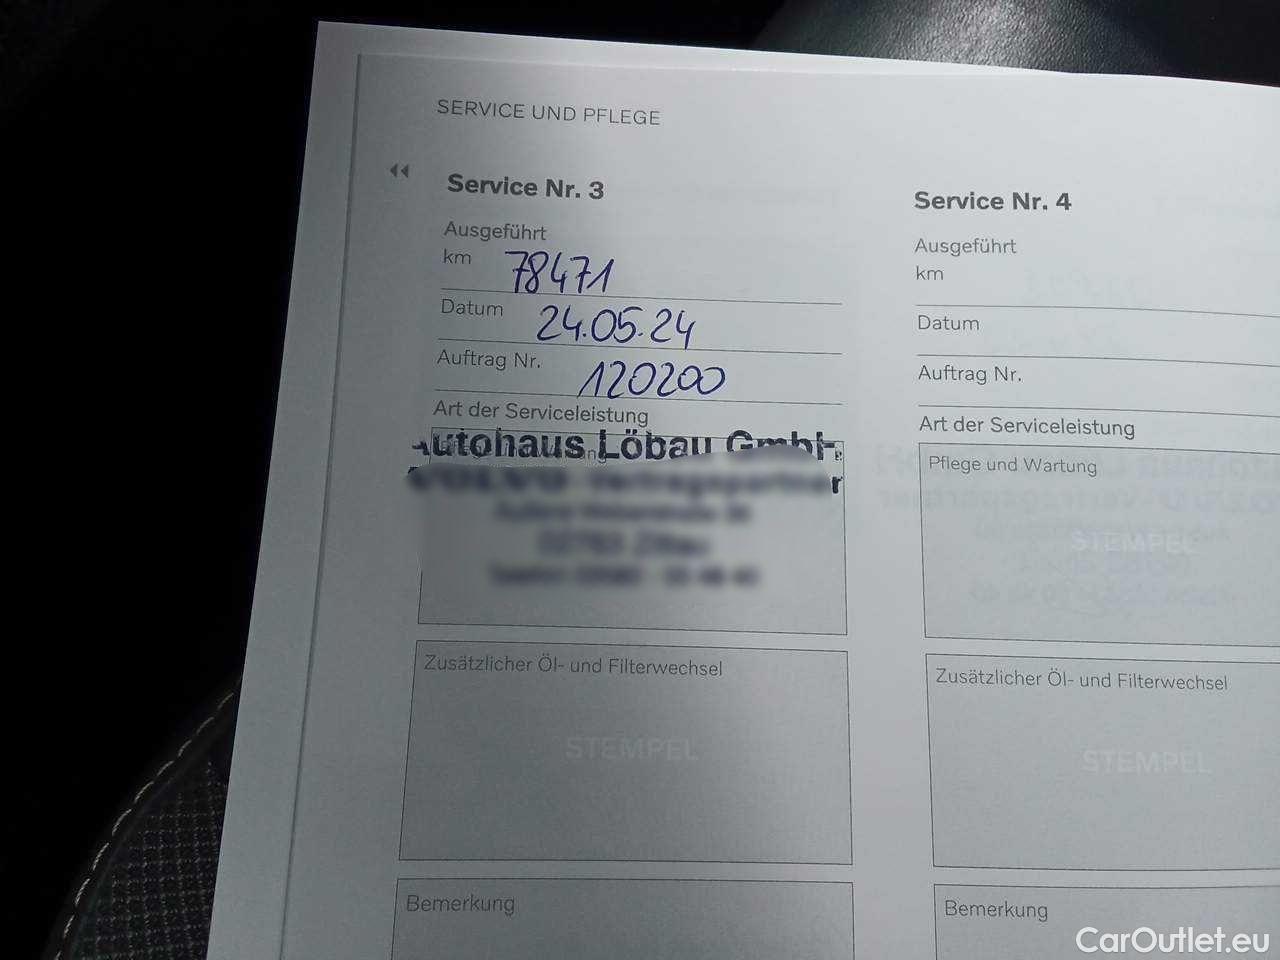 SERVICE UND PFLEGE
Service Nr. 3
Ausgeführt
km 78471
Datum 24.05.24
Auftrag Nr. 120200
Art der Serviceleistung
Autohaus Löbau GmbH
Zusätzlicher Öl- und Filterwechsel
STEMPEL
Bemerkung
Service Nr. 4
Ausgeführt
km
Datum
Auftrag Nr.
Art der Serviceleistung
Pflege und Wartung
STEMPEL
Zusätzlicher Öl- und Filterwechsel
STEMPEL
Bemerkung
CarOutlet.eu